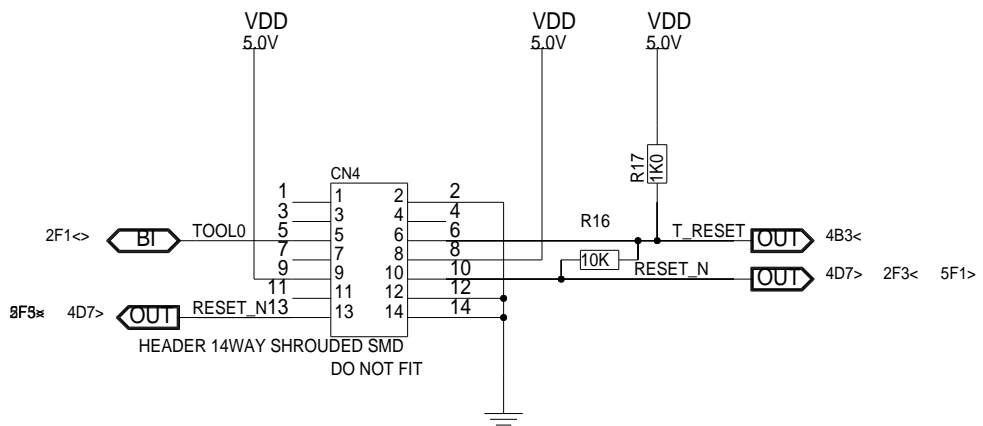 VDD VDD VDD
5.0V 5.0V 5.0V
R17
1K0
CN4
1 1 2 2
3 3 4 4
R16
2F1<> BI TOOL0 5 5 6 6 T_RESET OUT 4B3<
7 7 8 8
10K
9 9 10 10 RESET_N OUT 4D7> 2F3< 5F1>
11 11 12 12
4D7> OUT RESET_N 13 13 14 14
HEADER 14WAY SHROUDED SMD
DO NOT FIT